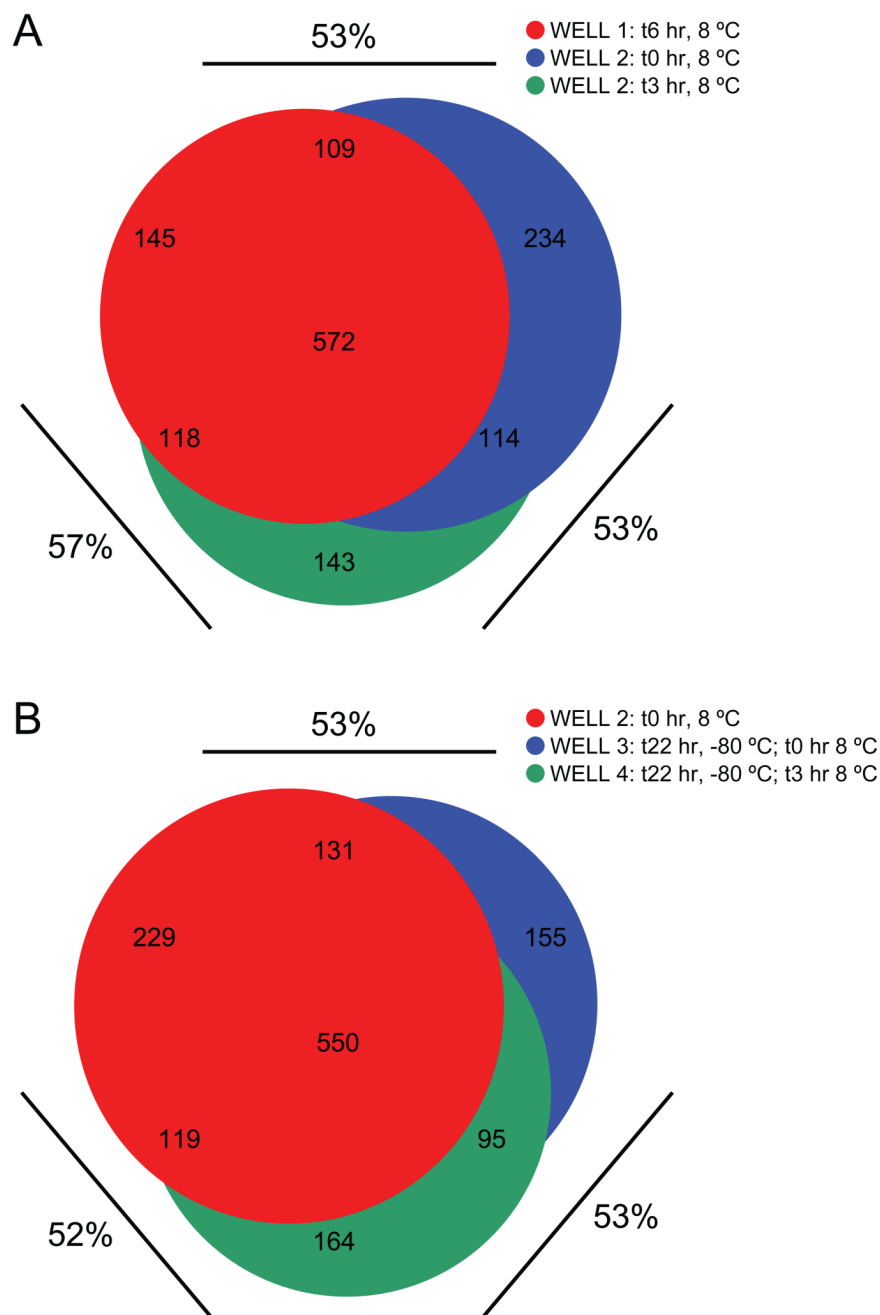 A
53%
WELL 1: t6 hr, 8 ºC
WELL 2: t0 hr, 8 ºC
WELL 2: t3 hr, 8 ºC
109
145
234
572
118
114
57%
53%
143
B
53%
WELL 2: t0 hr, 8 ºC
WELL 3: t22 hr, -80 ºC; t0 hr 8 ºC
WELL 4: t22 hr, -80 ºC; t3 hr 8 ºC
131
229
155
550
119
95
52%
53%
164